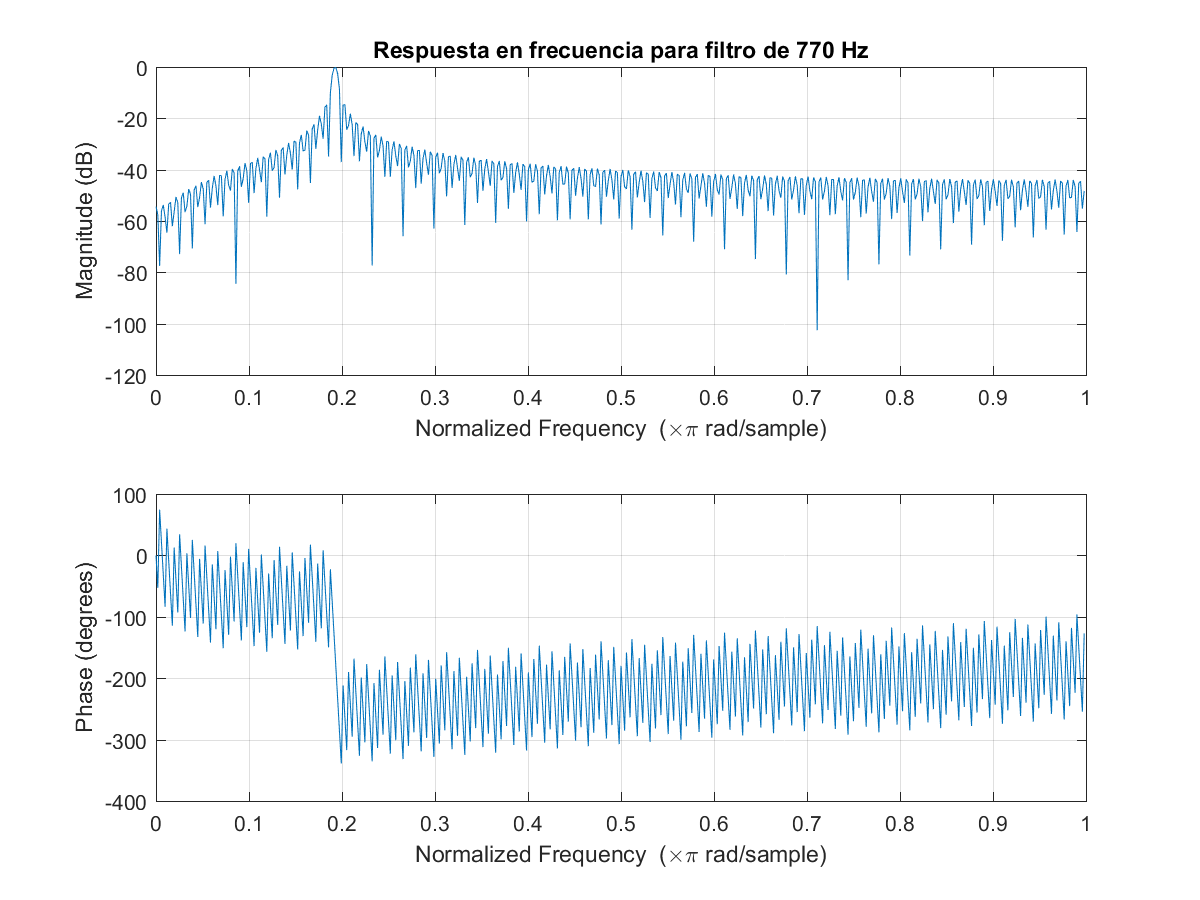 Respuesta en frecuencia para filtro de 770 Hz
0
-20
-40
-60
-80
-100
-120
Magnitude (dB)
0 0.1 0.2 0.3 0.4 0.5 0.6 0.7 0.8 0.9 1
Normalized Frequency (×π rad/sample)
100
0
-100
-200
-300
-400
Phase (degrees)
0 0.1 0.2 0.3 0.4 0.5 0.6 0.7 0.8 0.9 1
Normalized Frequency (×π rad/sample)